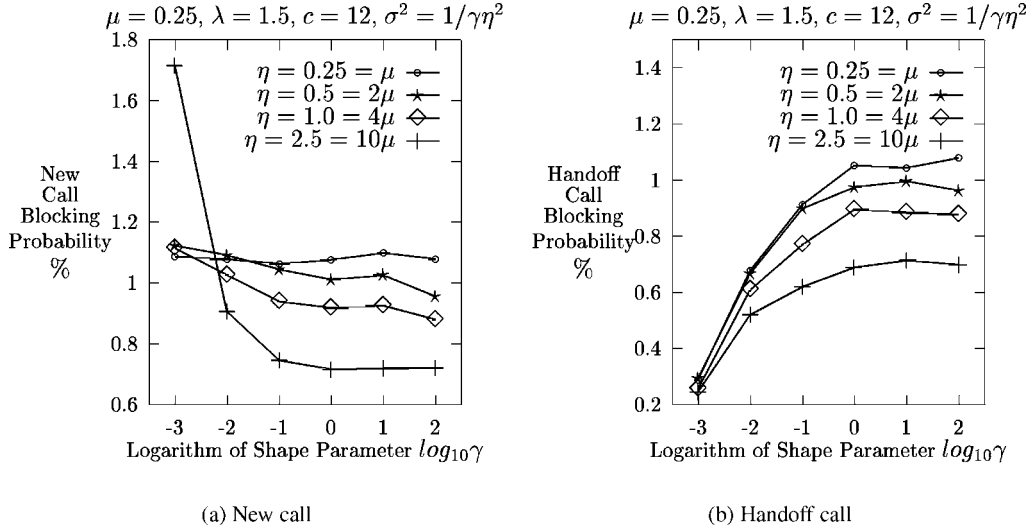 μ = 0.25, λ = 1.5, c = 12, σ² = 1/γη²
1.8
1.6
1.4
1.2
1
0.8
0.6
New
Call
Blocking
Probability
%
η = 0.25 = μ
η = 0.5 = 2μ
η = 1.0 = 4μ
η = 2.5 = 10μ
-3 -2 -1 0 1 2
Logarithm of Shape Parameter log₁₀γ
(a) New call
μ = 0.25, λ = 1.5, c = 12, σ² = 1/γη²
1.4
1.2
1
0.8
0.6
0.4
0.2
Handoff
Call
Blocking
Probability
%
η = 0.25 = μ
η = 0.5 = 2μ
η = 1.0 = 4μ
η = 2.5 = 10μ
-3 -2 -1 0 1 2
Logarithm of Shape Parameter log₁₀γ
(b) Handoff call